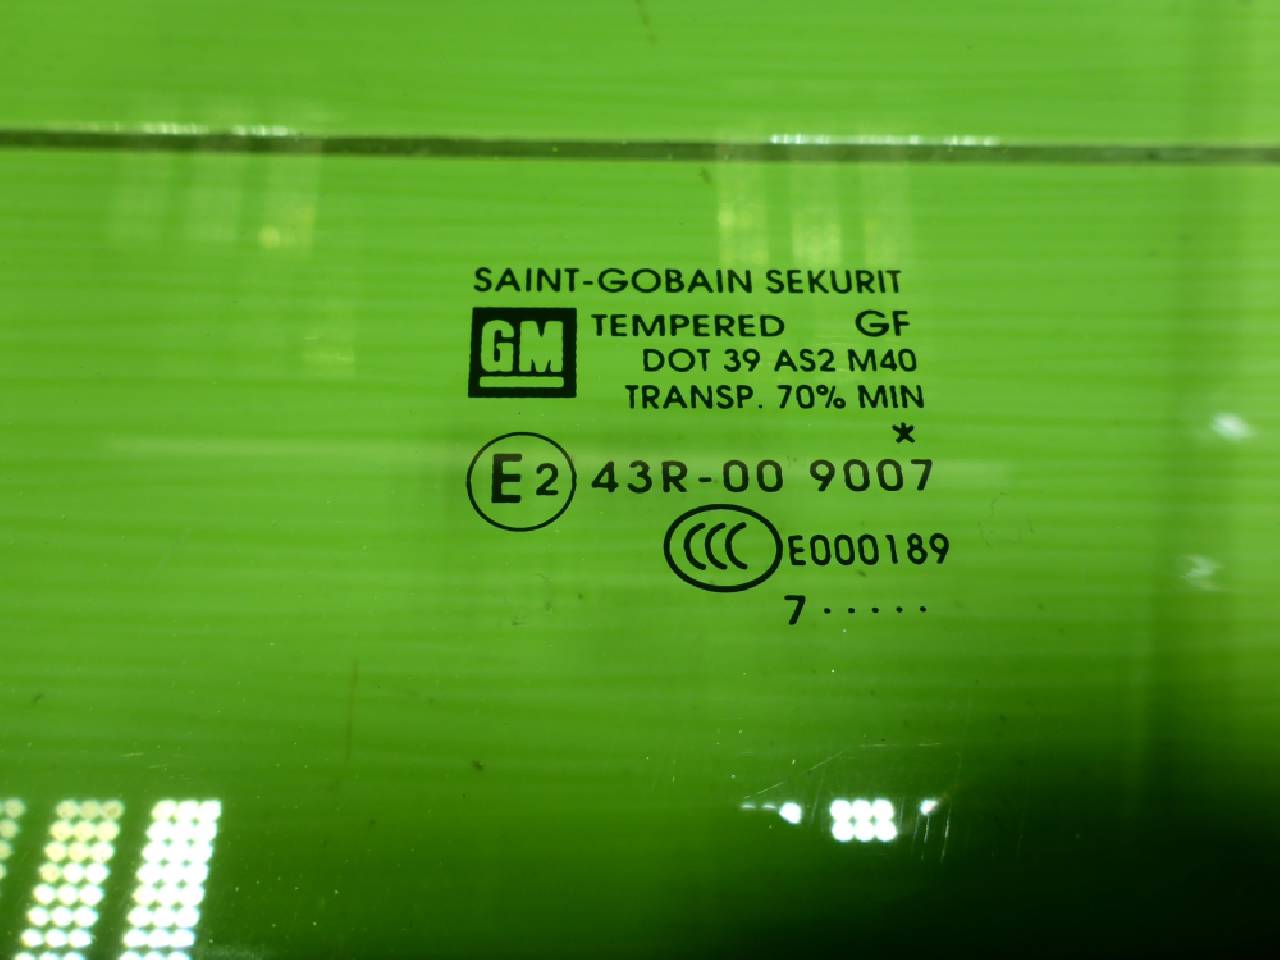 SAINT-GOBAIN SEKURIT
GM TEMPERED GF
DOT 39 AS2 M40
TRANSP. 70% MIN
*
E2 43R-00 9007
CCC E000189
7 · · · · ·